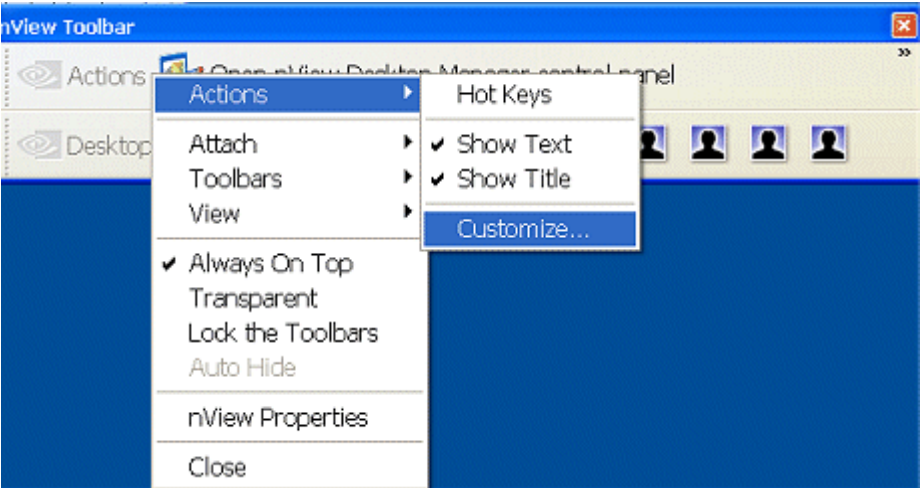 nView Toolbar
Actions Open nView Desktop Manager control panel
Actions
Hot Keys
Desktop
Attach
Show Text
Toolbars
Show Title
View
Customize...
Always On Top
Transparent
Lock the Toolbars
Auto Hide
nView Properties
Close